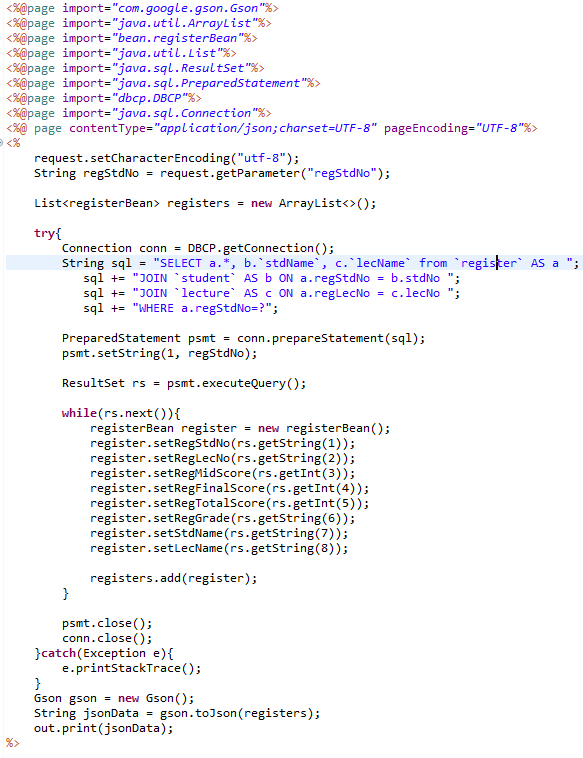 <%@page import="com.google.gson.Gson"%>
<%@page import="java.util.ArrayList"%>
<%@page import="bean.registerBean"%>
<%@page import="java.util.List"%>
<%@page import="java.sql.ResultSet"%>
<%@page import="java.sql.PreparedStatement"%>
<%@page import="dbcp.DBCP"%>
<%@page import="java.sql.Connection"%>
<%@ page contentType="application/json;charset=UTF-8" pageEncoding="UTF-8"%>
<%
    request.setCharacterEncoding("utf-8");
    String regStdNo = request.getParameter("regStdNo");

    List<registerBean> registers = new ArrayList<>();

    try{
        Connection conn = DBCP.getConnection();
        String sql = "SELECT a.*, b.`stdName`, c.`lecName` from `register` AS a ";
           sql += "JOIN `student` AS b ON a.regStdNo = b.stdNo ";
           sql += "JOIN `lecture` AS c ON a.regLecNo = c.lecNo ";
           sql += "WHERE a.regStdNo=?";

        PreparedStatement psmt = conn.prepareStatement(sql);
        psmt.setString(1, regStdNo);

        ResultSet rs = psmt.executeQuery();

        while(rs.next()){
            registerBean register = new registerBean();
            register.setRegStdNo(rs.getString(1));
            register.setRegLecNo(rs.getString(2));
            register.setRegMidScore(rs.getInt(3));
            register.setRegFinalScore(rs.getInt(4));
            register.setRegTotalScore(rs.getInt(5));
            register.setRegGrade(rs.getString(6));
            register.setStdName(rs.getString(7));
            register.setLecName(rs.getString(8));

            registers.add(register);
        }

        psmt.close();
        conn.close();
    }catch(Exception e){
        e.printStackTrace();
    }
    Gson gson = new Gson();
    String jsonData = gson.toJson(registers);
    out.print(jsonData);
%>